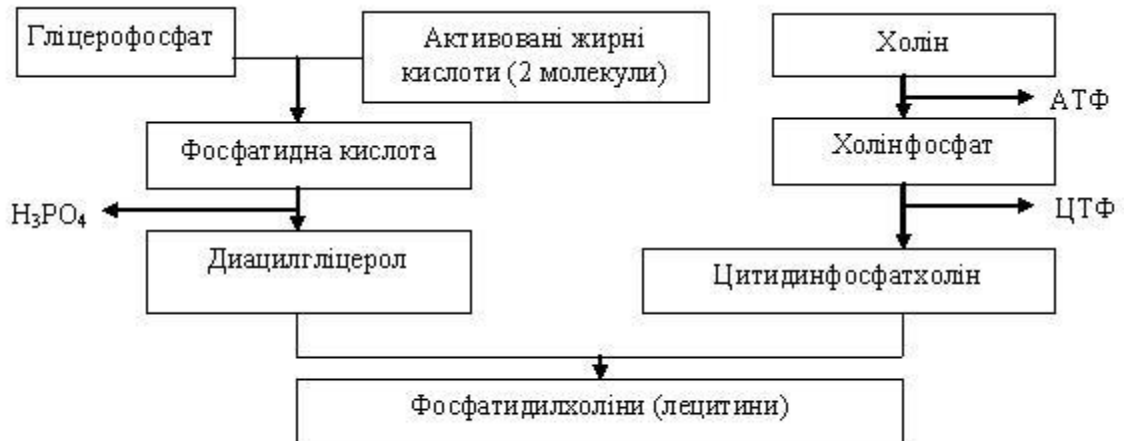 Гліцерофосфат
Активовані жирні
кислоти (2 молекули)
Холін
АТФ
Фосфатидна кислота
Холінфосфат
H₃PO₄
ЦТФ
Диацилгліцерол
Цитидинфосфатхолін
Фосфатидилхоліни (лецитини)